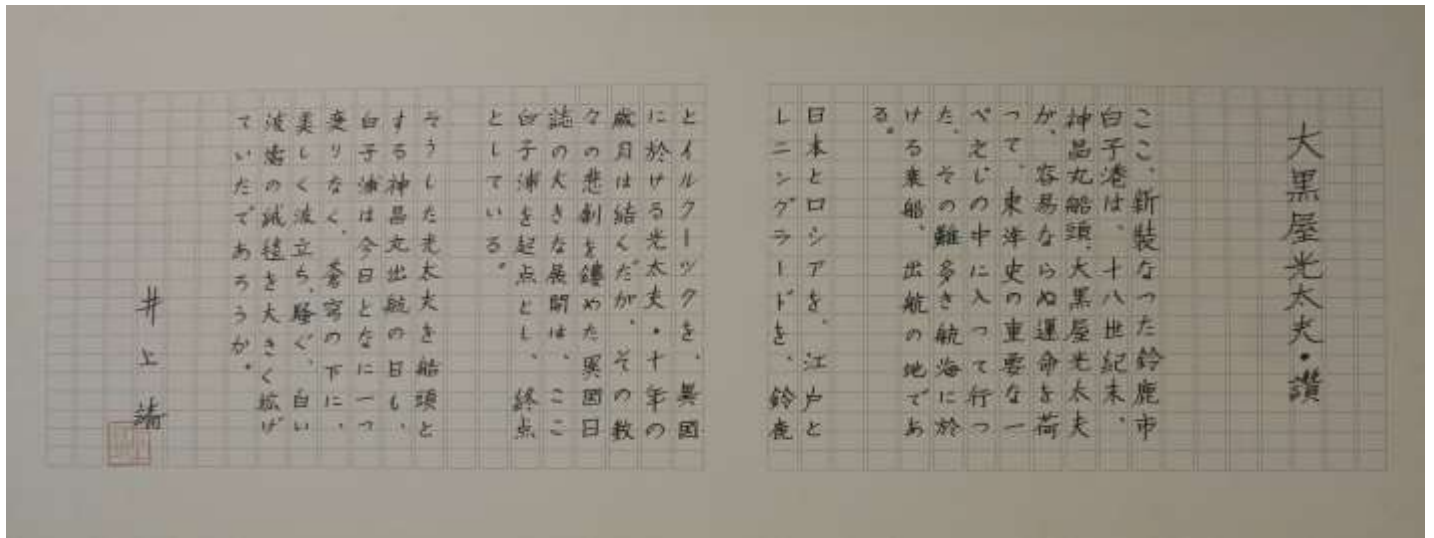 大黒屋光太夫・讃
ここ、新装なった鈴鹿市
白子港は、十八世紀末、
神昌丸船頭、大黒屋光太夫
が、容易ならぬ運命を荷
って、東洋史の重要な一
ぺえじの中に入って行っ
た、その難多き航海に於
ける乗船、出航の地であ
る。
日本とロシアを、江戸と
レニングラードを、鈴鹿
とイルクーツクを、異国
に於ける光太夫・十年の
歳月は結くだが、その数
々の悲劇を鏤めた異国日
誌の大きな展開は、ここ
白子浦を起点とし、終点
としている。
そうした光太夫を船頭と
する神昌丸出航の日も、
白子浦は今日となに一つ
変りなく、蒼穹の下に、
美しく波立ち、騒ぐ、白い
波濤の絨毯を大きく拡げ
ていたであろうか。
井上靖